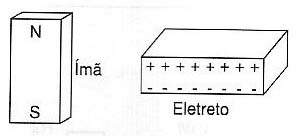 N
S
Ímã
+ + + + + + + +
- - - - - - - -
Eletreto